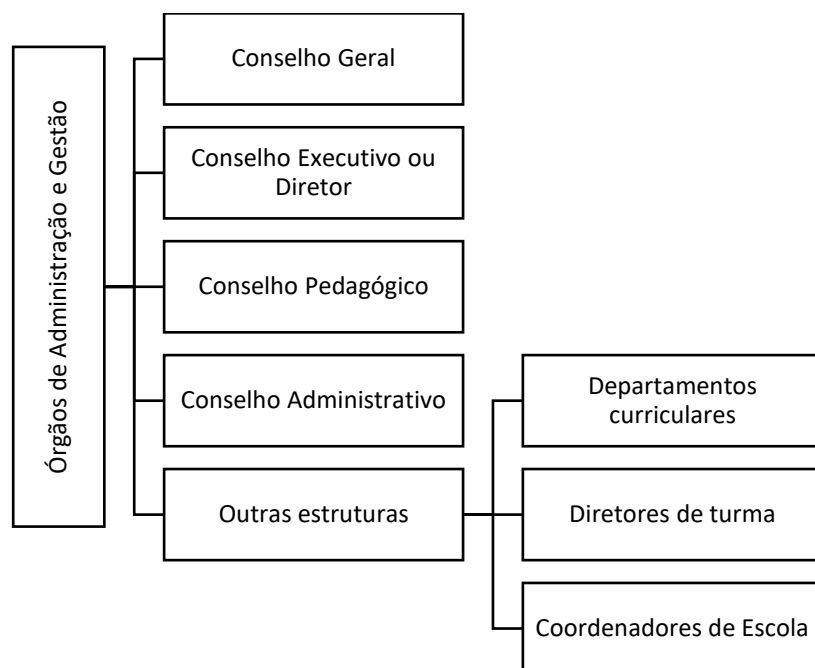 Órgãos de Administração e Gestão
Conselho Geral
Conselho Executivo ou
Diretor
Conselho Pedagógico
Conselho Administrativo
Outras estruturas
Departamentos
curriculares
Diretores de turma
Coordenadores de Escola